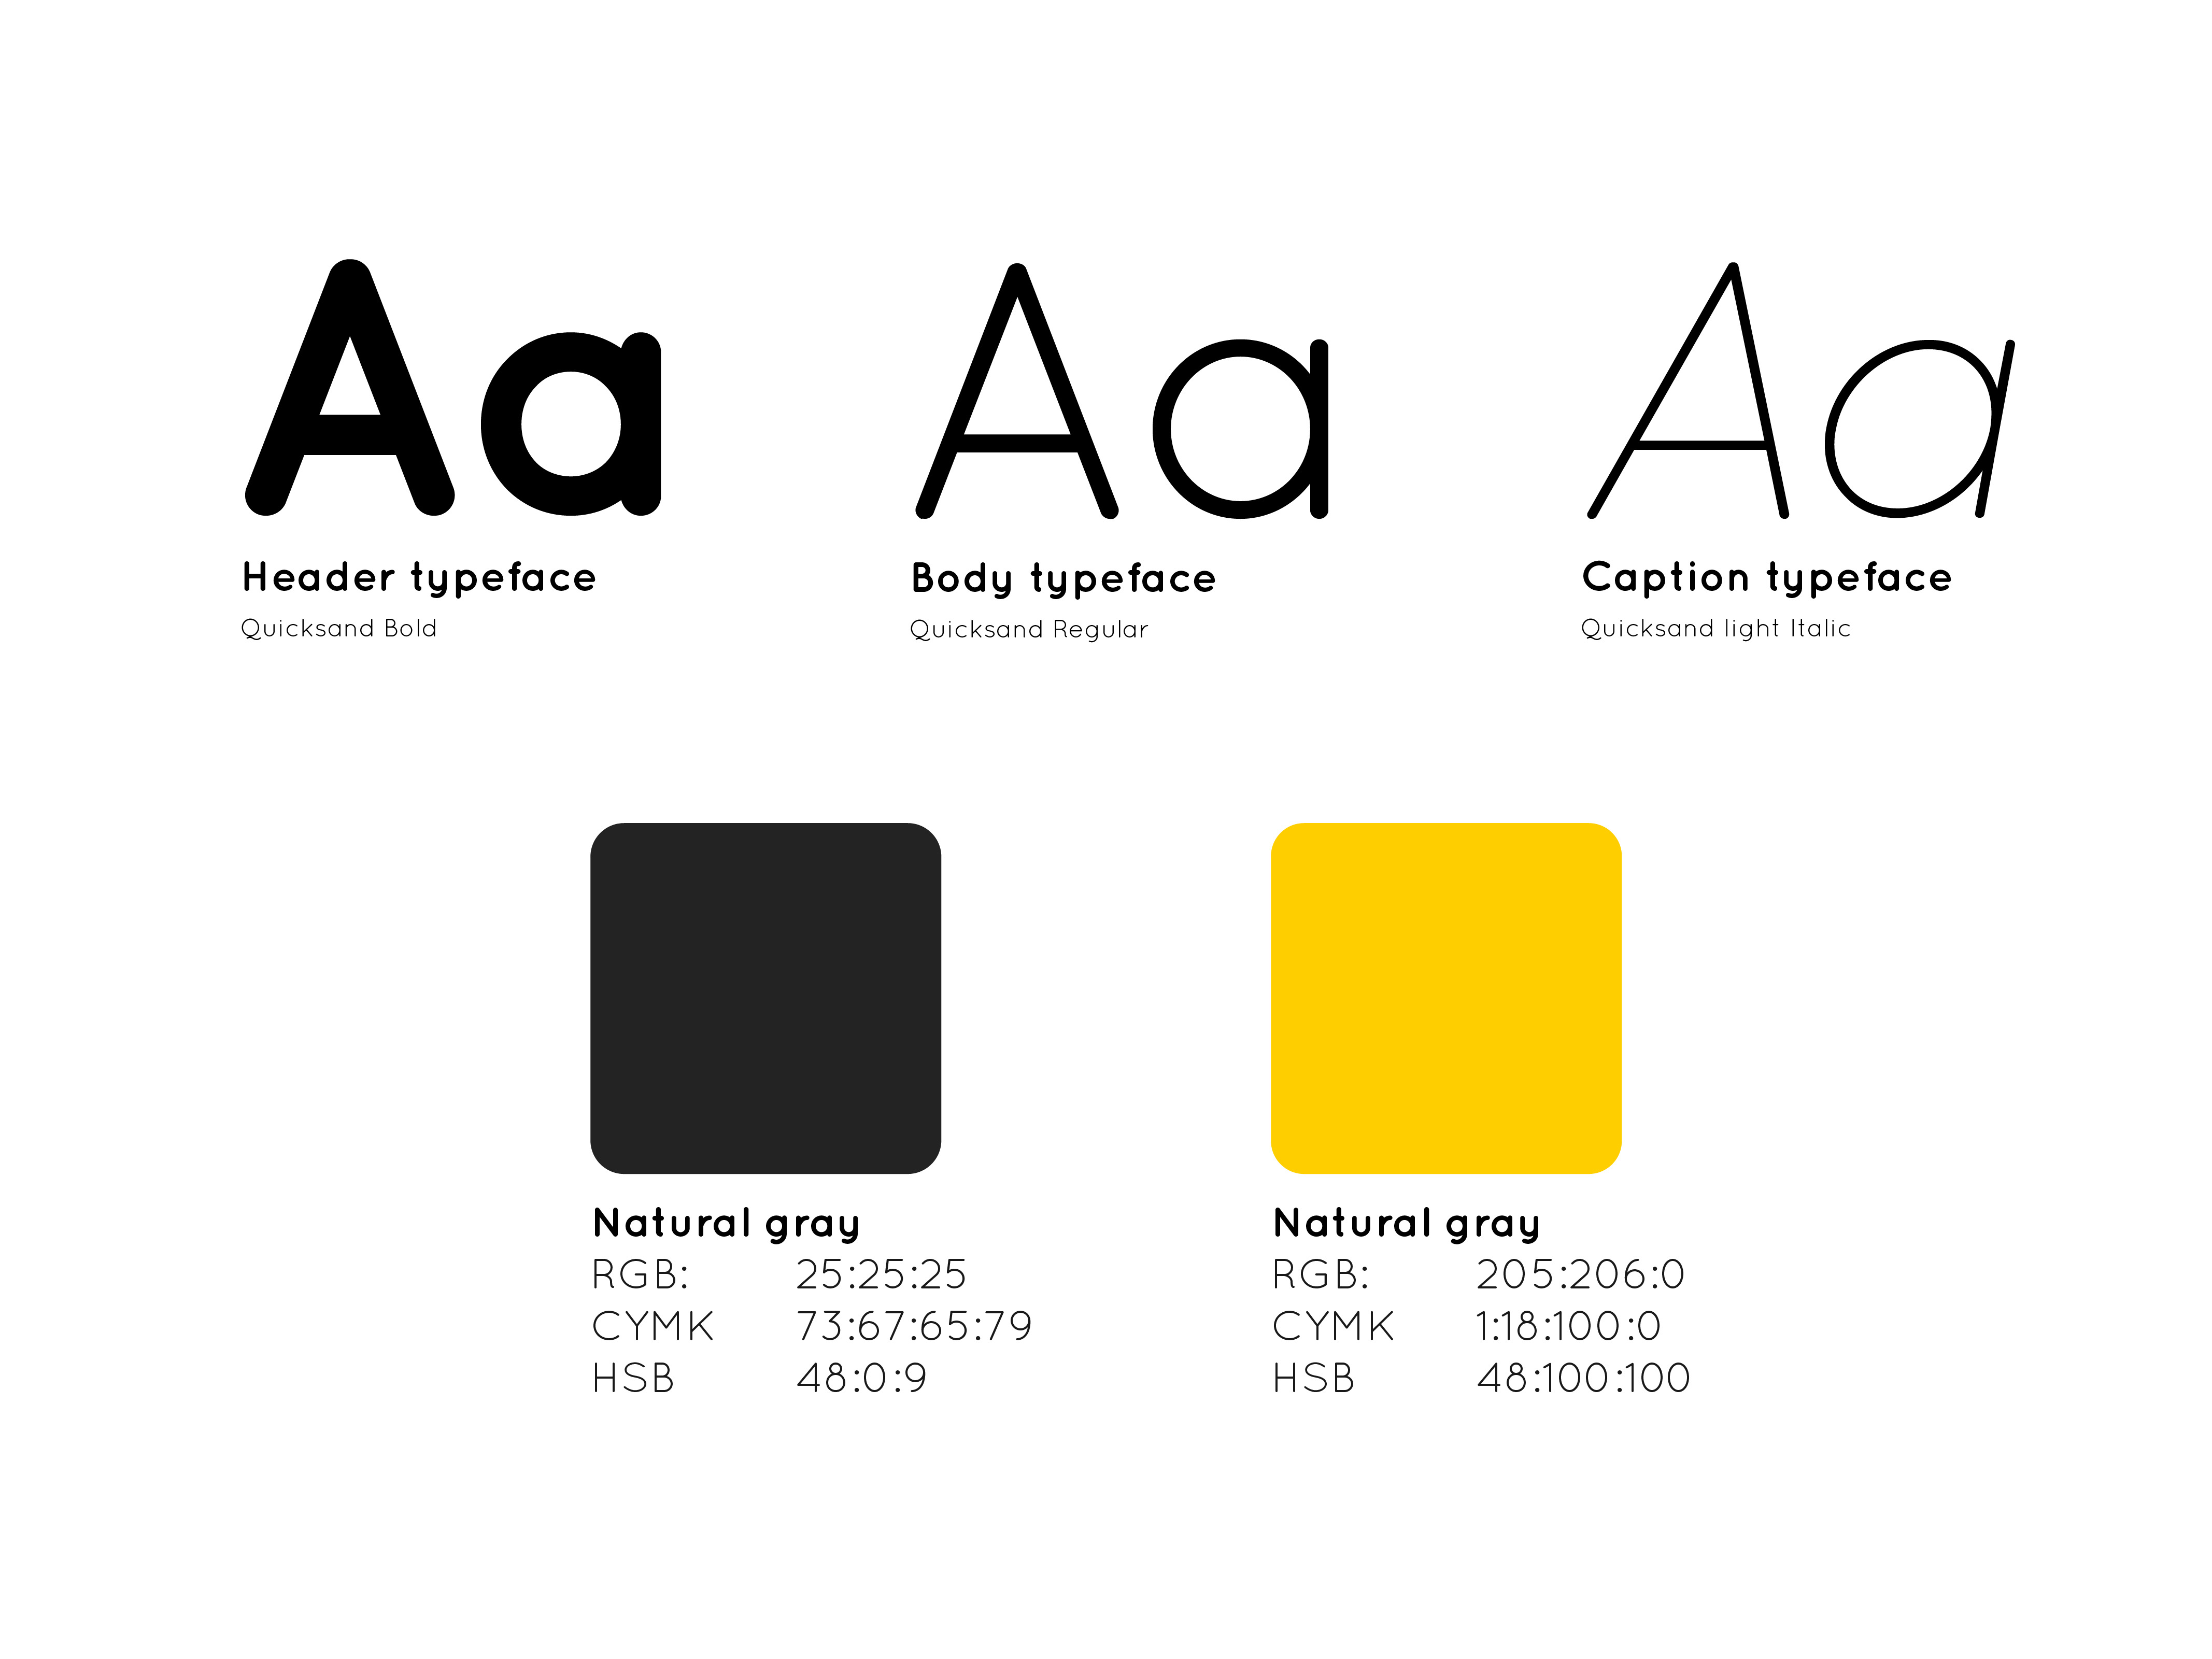 Aa
Aa
Aa
Header typeface
Quicksand Bold
Body typeface
Quicksand Regular
Caption typeface
Quicksand light Italic
Natural gray
RGB: 25:25:25
CYMK 73:67:65:79
HSB 48:0:9
Natural gray
RGB: 205:206:0
CYMK 1:18:100:0
HSB 48:100:100